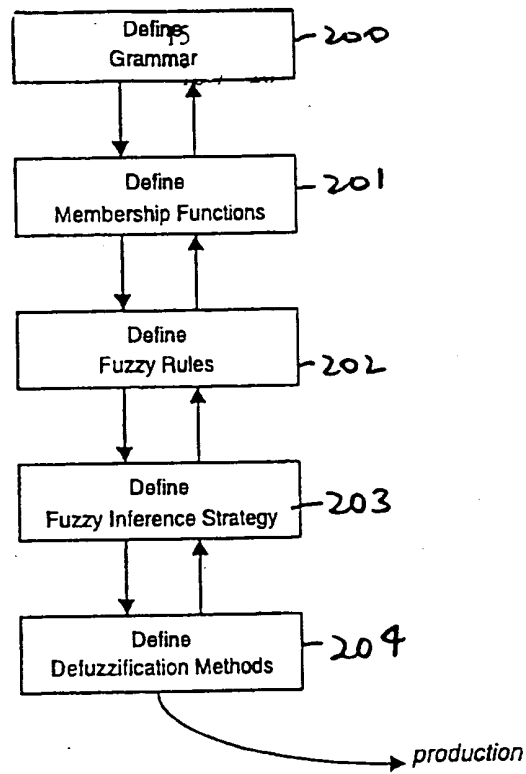 Define
Grammar
200
Define
Membership Functions
201
Define
Fuzzy Rules
202
Define
Fuzzy Inference Strategy
203
Define
Defuzzification Methods
204
production